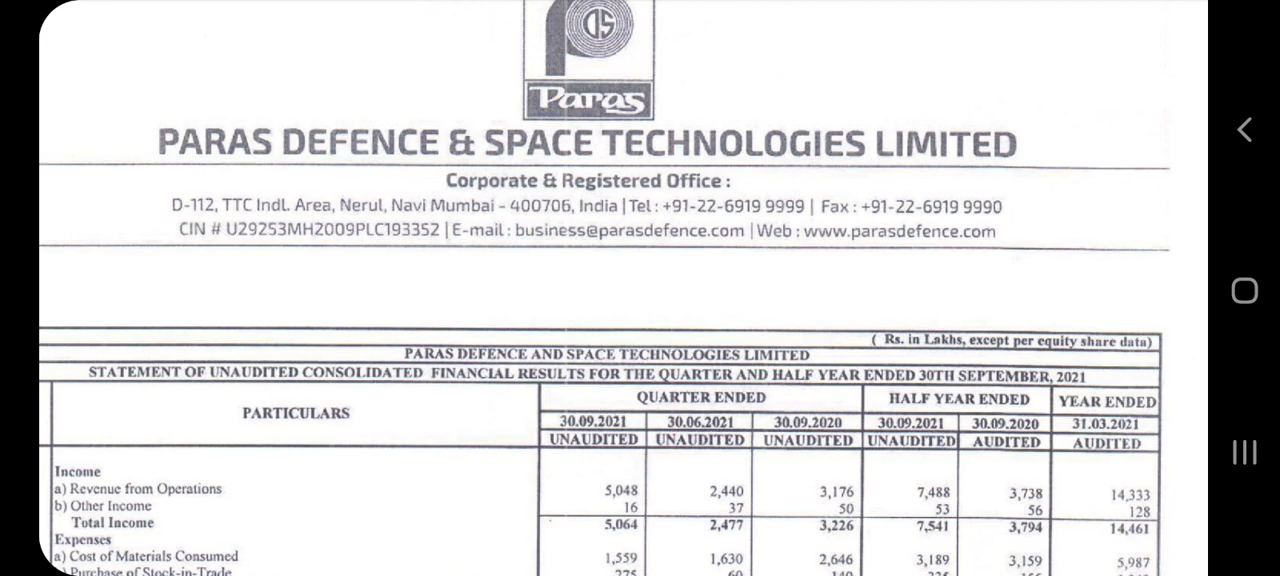 DS
Paras
PARAS DEFENCE & SPACE TECHNOLOGIES LIMITED
Corporate & Registered Office :
D-112, TTC Indl. Area, Nerul, Navi Mumbai - 400706, India | Tel : +91-22-6919 9999 | Fax : +91-22-6919 9990
CIN # U29253MH2009PLC193352 | E-mail : business@parasdefence.com | Web : www.parasdefence.com
( Rs. in Lakhs, except per equity share data)
PARAS DEFENCE AND SPACE TECHNOLOGIES LIMITED
STATEMENT OF UNAUDITED CONSOLIDATED FINANCIAL RESULTS FOR THE QUARTER AND HALF YEAR ENDED 30TH SEPTEMBER, 2021
PARTICULARS QUARTER ENDED HALF YEAR ENDED YEAR ENDED
30.09.2021 30.06.2021 30.09.2020 30.09.2021 30.09.2020 31.03.2021
UNAUDITED UNAUDITED UNAUDITED UNAUDITED AUDITED AUDITED
Income
a) Revenue from Operations 5,048 2,440 3,176 7,488 3,738 14,333
b) Other Income 16 37 50 53 56 128
Total Income 5,064 2,477 3,226 7,541 3,794 14,461
Expenses
a) Cost of Materials Consumed 1,559 1,630 2,646 3,189 3,159 5,987
) Purchase of Stock-in-Trade